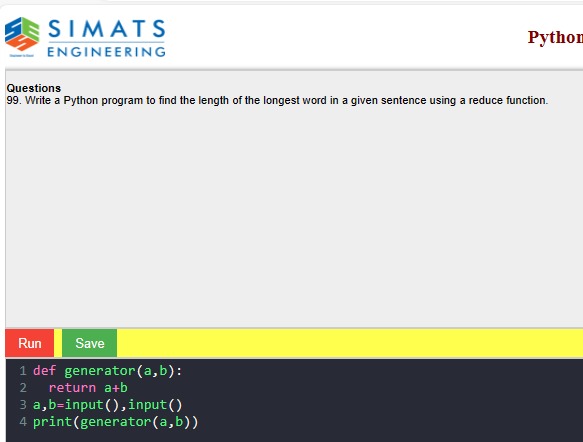 SIMATS
ENGINEERING
Python
Questions
99. Write a Python program to find the length of the longest word in a given sentence using a reduce function.
Run Save
1 def generator(a,b):
2   return a+b
3 a,b=input(),input()
4 print(generator(a,b))